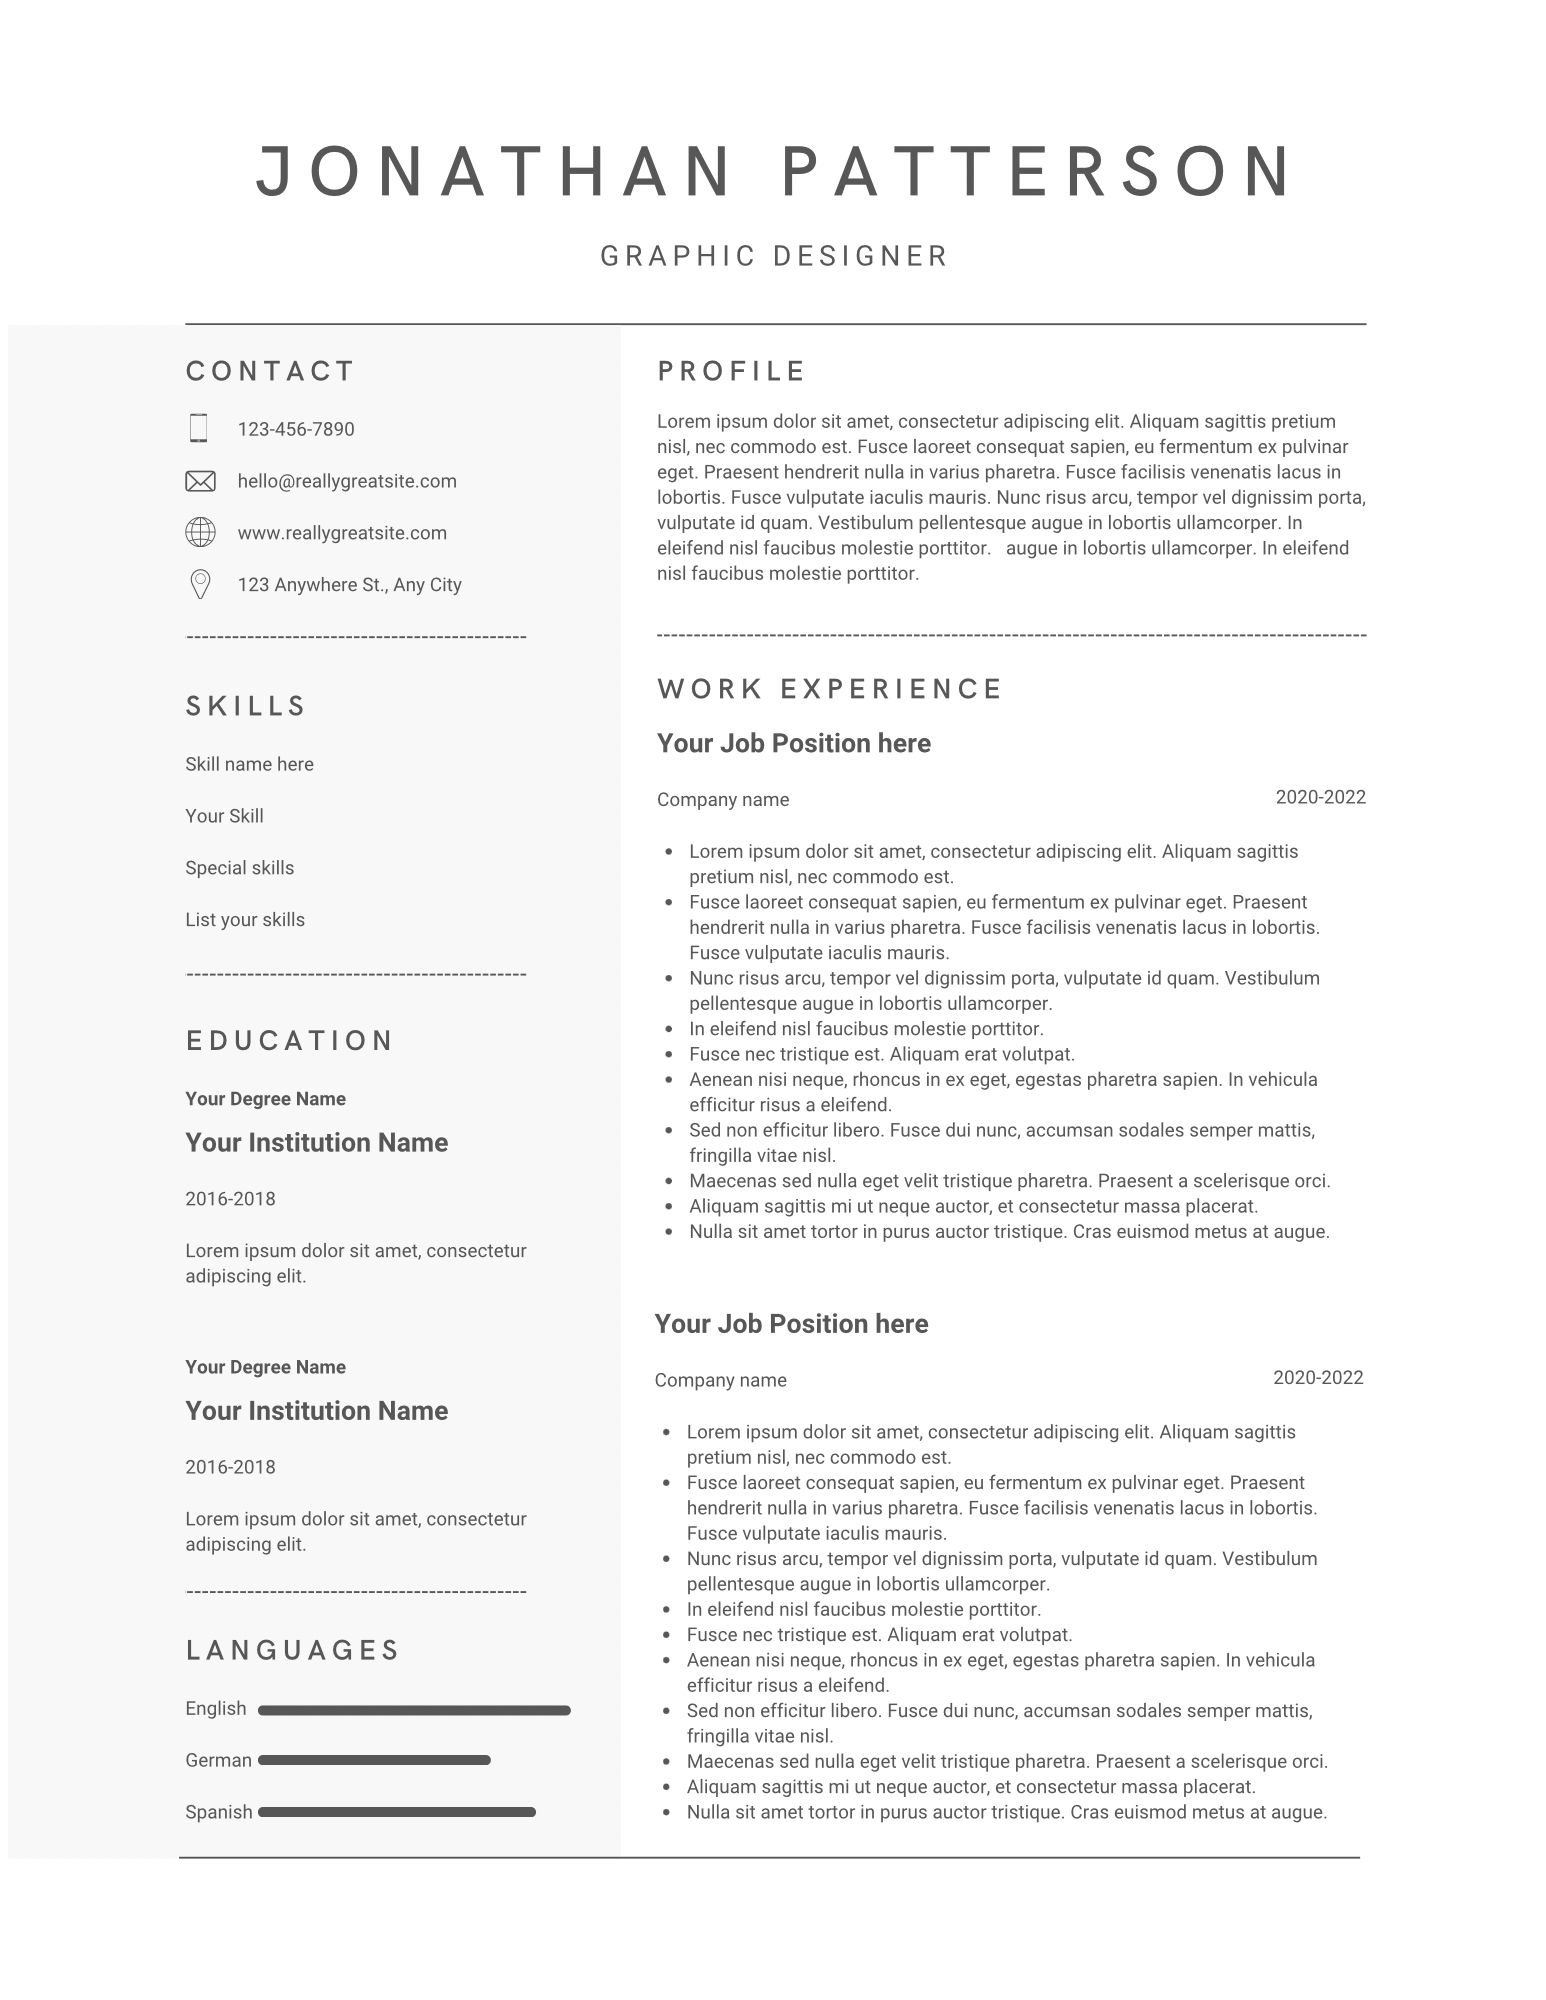 JONATHAN PATTERSON
GRAPHIC DESIGNER
CONTACT
123-456-7890
hello@reallygreatsite.com
www.reallygreatsite.com
123 Anywhere St., Any City
SKILLS
Skill name here
Your Skill
Special skills
List your skills
EDUCATION
Your Degree Name
Your Institution Name
2016-2018
Lorem ipsum dolor sit amet, consectetur
adipiscing elit.
Your Degree Name
Your Institution Name
2016-2018
Lorem ipsum dolor sit amet, consectetur
adipiscing elit.
LANGUAGES
English
German
Spanish
PROFILE
Lorem ipsum dolor sit amet, consectetur adipiscing elit. Aliquam sagittis pretium
nisl, nec commodo est. Fusce laoreet consequat sapien, eu fermentum ex pulvinar
eget. Praesent hendrerit nulla in varius pharetra. Fusce facilisis venenatis lacus in
lobortis. Fusce vulputate iaculis mauris. Nunc risus arcu, tempor vel dignissim porta,
vulputate id quam. Vestibulum pellentesque augue in lobortis ullamcorper. In
eleifend nisl faucibus molestie porttitor.   augue in lobortis ullamcorper. In eleifend
nisl faucibus molestie porttitor.
WORK EXPERIENCE
Your Job Position here
Company name 2020-2022
• Lorem ipsum dolor sit amet, consectetur adipiscing elit. Aliquam sagittis
pretium nisl, nec commodo est.
• Fusce laoreet consequat sapien, eu fermentum ex pulvinar eget. Praesent
hendrerit nulla in varius pharetra. Fusce facilisis venenatis lacus in lobortis.
Fusce vulputate iaculis mauris.
• Nunc risus arcu, tempor vel dignissim porta, vulputate id quam. Vestibulum
pellentesque augue in lobortis ullamcorper.
• In eleifend nisl faucibus molestie porttitor.
• Fusce nec tristique est. Aliquam erat volutpat.
• Aenean nisi neque, rhoncus in ex eget, egestas pharetra sapien. In vehicula
efficitur risus a eleifend.
• Sed non efficitur libero. Fusce dui nunc, accumsan sodales semper mattis,
fringilla vitae nisl.
• Maecenas sed nulla eget velit tristique pharetra. Praesent a scelerisque orci.
• Aliquam sagittis mi ut neque auctor, et consectetur massa placerat.
• Nulla sit amet tortor in purus auctor tristique. Cras euismod metus at augue.
Your Job Position here
Company name 2020-2022
• Lorem ipsum dolor sit amet, consectetur adipiscing elit. Aliquam sagittis
pretium nisl, nec commodo est.
• Fusce laoreet consequat sapien, eu fermentum ex pulvinar eget. Praesent
hendrerit nulla in varius pharetra. Fusce facilisis venenatis lacus in lobortis.
Fusce vulputate iaculis mauris.
• Nunc risus arcu, tempor vel dignissim porta, vulputate id quam. Vestibulum
pellentesque augue in lobortis ullamcorper.
• In eleifend nisl faucibus molestie porttitor.
• Fusce nec tristique est. Aliquam erat volutpat.
• Aenean nisi neque, rhoncus in ex eget, egestas pharetra sapien. In vehicula
efficitur risus a eleifend.
• Sed non efficitur libero. Fusce dui nunc, accumsan sodales semper mattis,
fringilla vitae nisl.
• Maecenas sed nulla eget velit tristique pharetra. Praesent a scelerisque orci.
• Aliquam sagittis mi ut neque auctor, et consectetur massa placerat.
• Nulla sit amet tortor in purus auctor tristique. Cras euismod metus at augue.